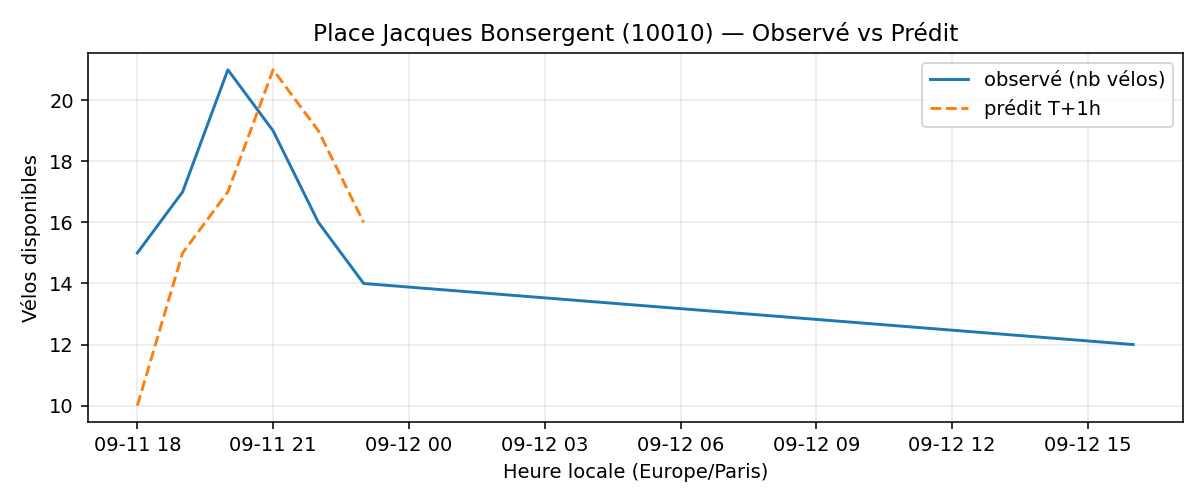 Place Jacques Bonsergent (10010) — Observé vs Prédit
observé (nb vélos)
prédit T+1h
Vélos disponibles
20
18
16
14
12
10
09-11 18
09-11 21
09-12 00
09-12 03
09-12 06
09-12 09
09-12 12
09-12 15
Heure locale (Europe/Paris)